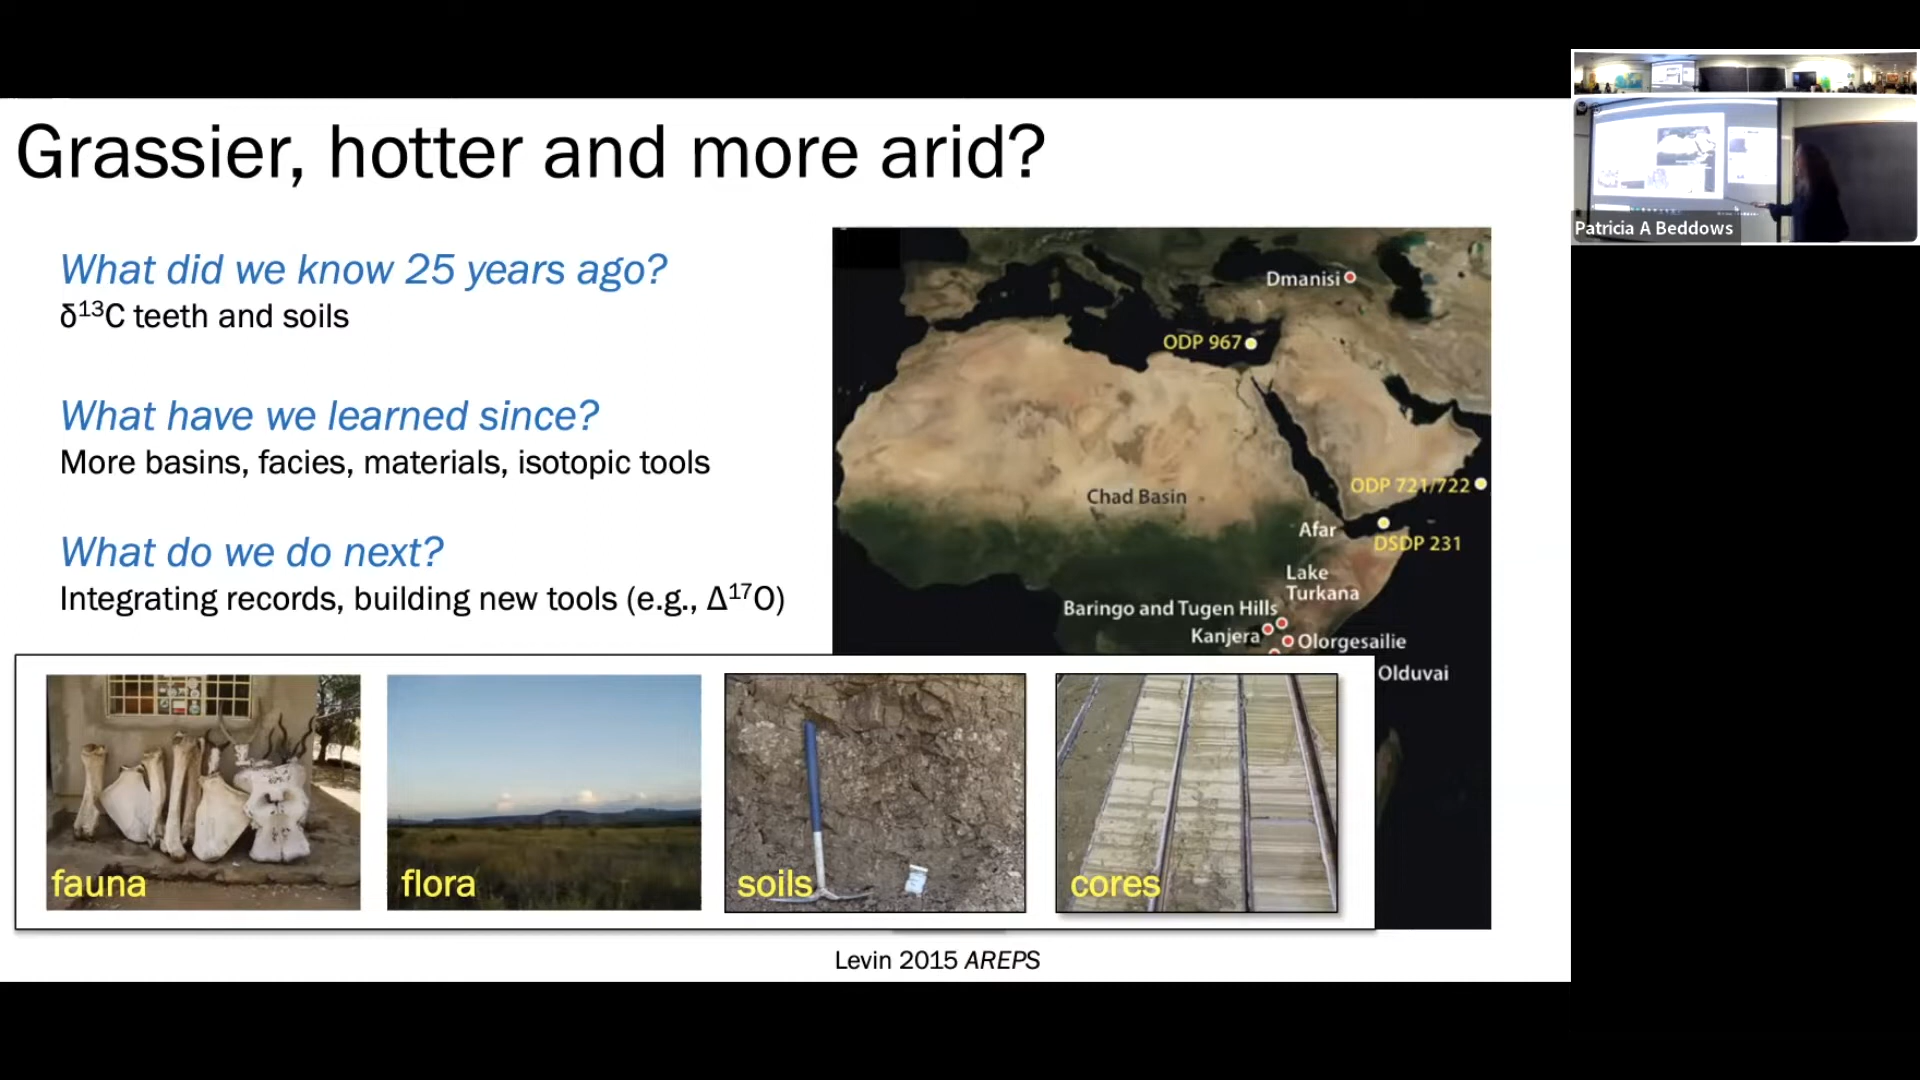 Grassier, hotter and more arid?
What did we know 25 years ago?
δ¹³C teeth and soils
What have we learned since?
More basins, facies, materials, isotopic tools
What do we do next?
Integrating records, building new tools (e.g., Δ¹⁷O)
Dmanisi
ODP 967
ODP 721/722
Chad Basin
Afar
DSDP 231
Lake
Turkana
Baringo and Tugen Hills
Kanjera
Olorgesailie
Olduvai
fauna
flora
soils
cores
Levin 2015 AREPS
Patricia A Beddows